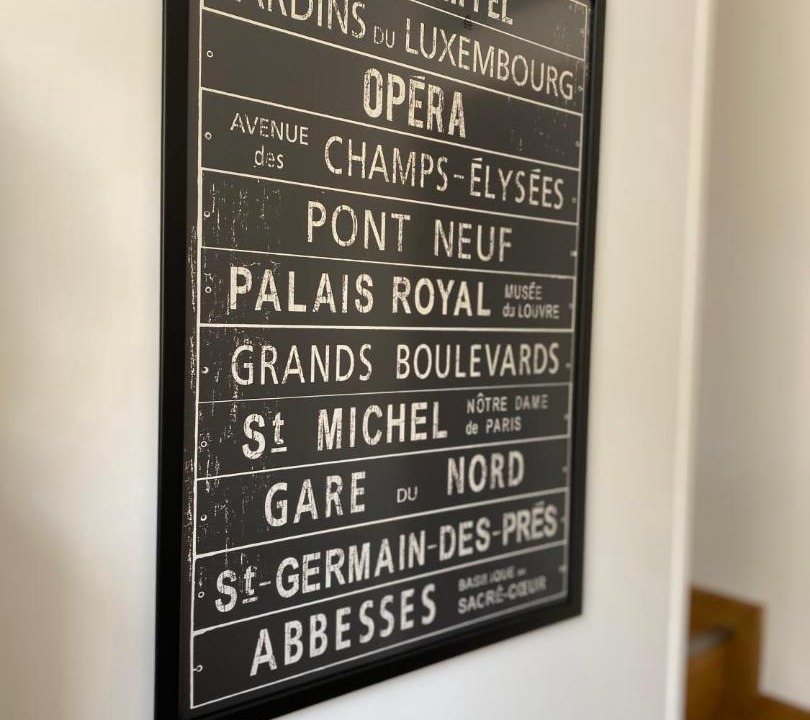 JARDINS DU LUXEMBOURG
OPÉRA
AVENUE des CHAMPS-ÉLYSÉES
PONT NEUF
PALAIS ROYAL MUSÉE du LOUVRE
GRANDS BOULEVARDS
St MICHEL NÔTRE DAME de PARIS
GARE DU NORD
St-GERMAIN-DES-PRÉS
ABBESSES BASILIQUE SACRÉ-CŒUR